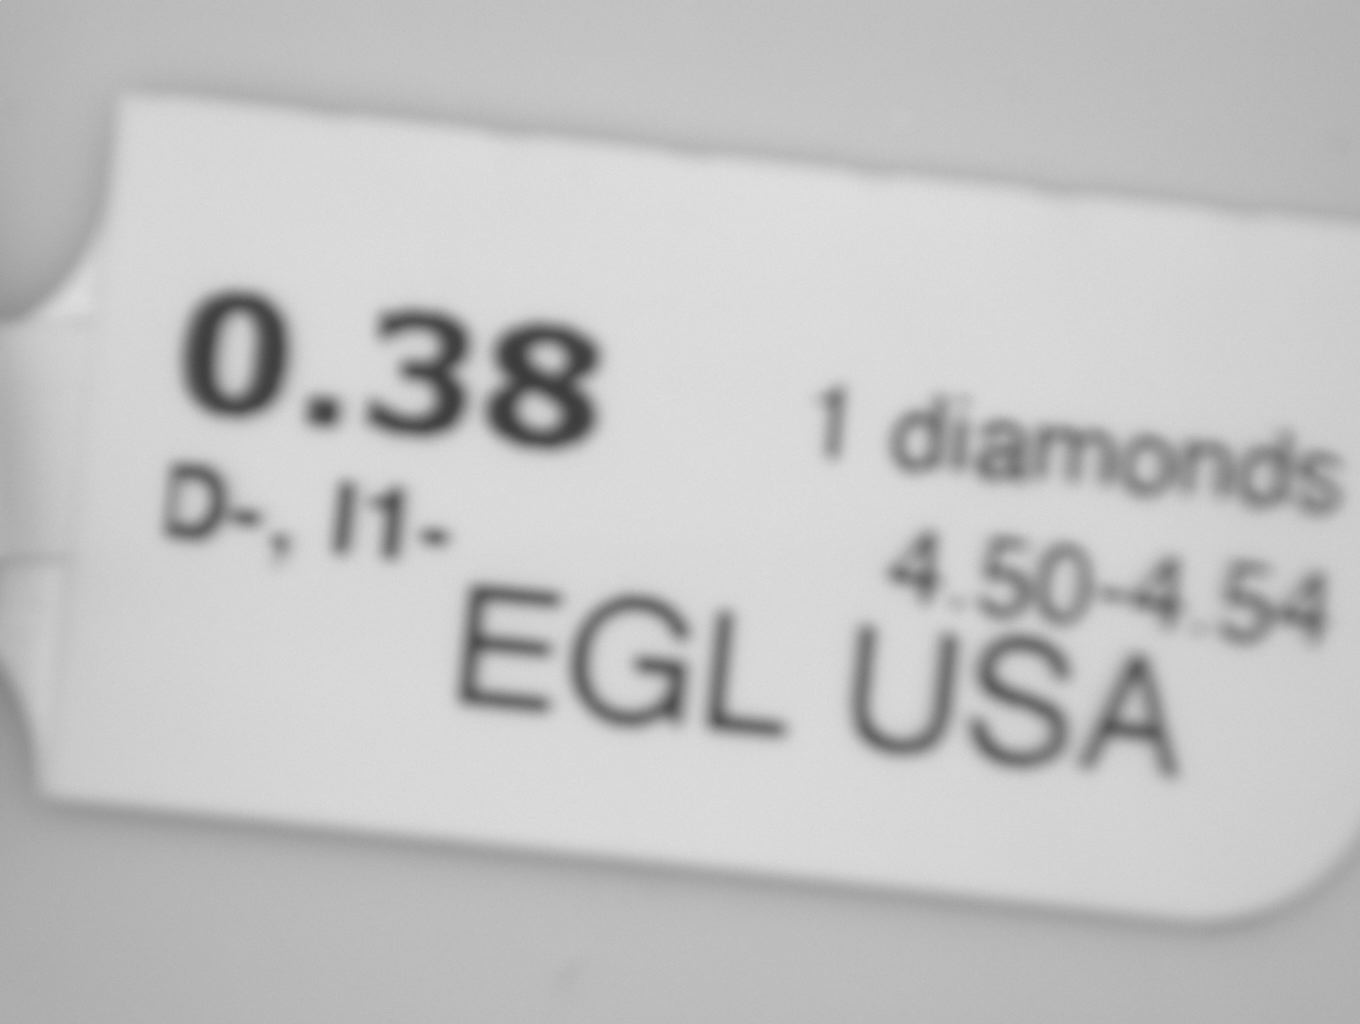 0.38
1 diamonds
D-, I1-
4.50-4.54
EGL USA